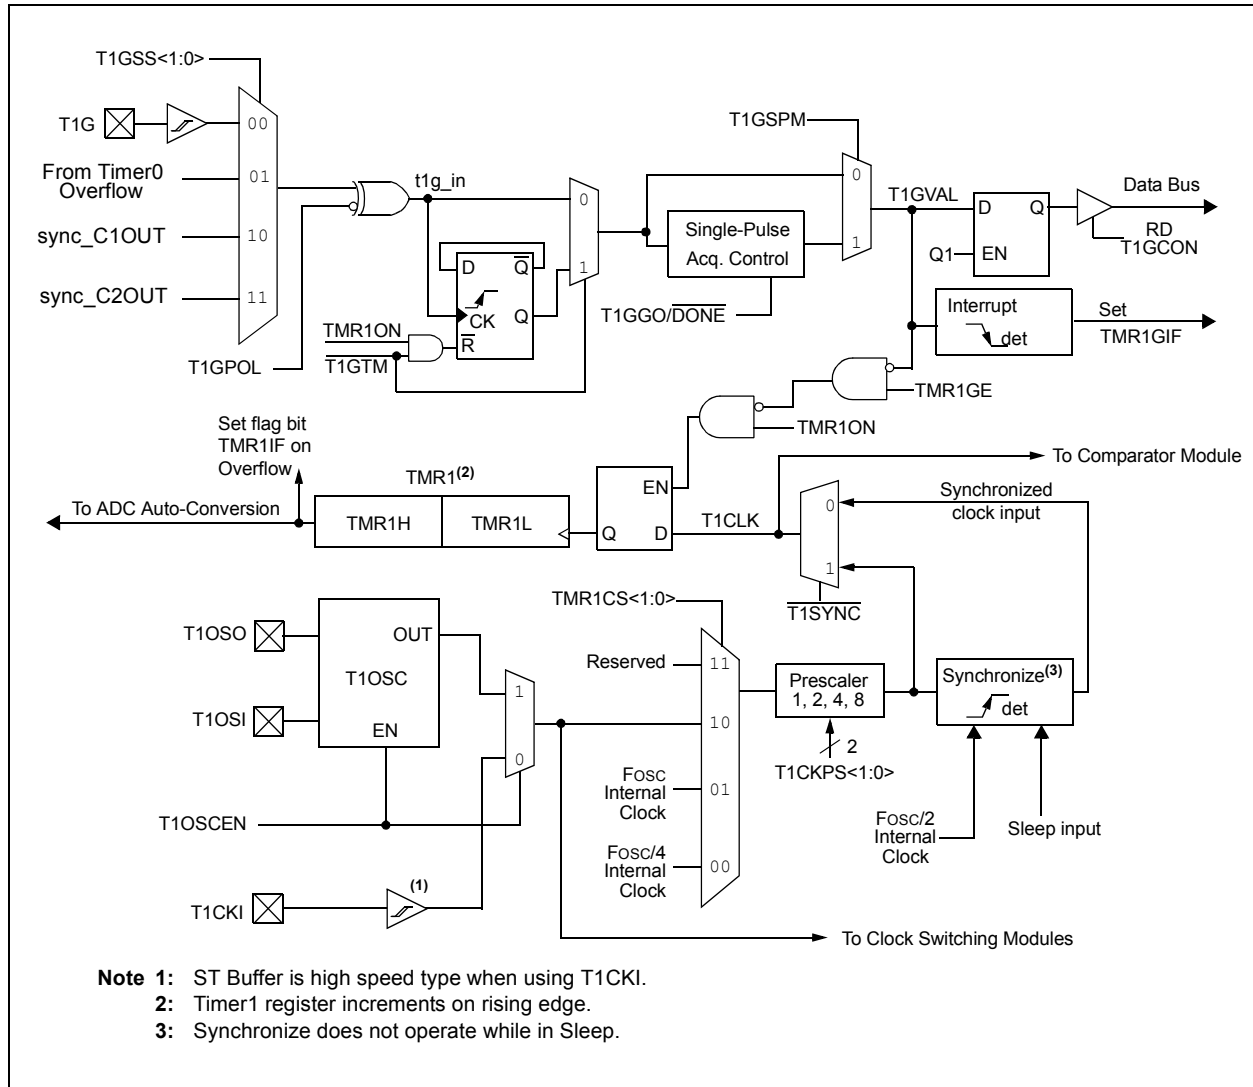 T1GSS<1:0>
T1G
00
From Timer0
Overflow
01
sync_C1OUT
10
sync_C2OUT
11
T1GPOL
t1g_in
0
1
D
Q
CK
Q
R
TMR1ON
T1GTM
T1GSPM
0
1
Single-Pulse
Acq. Control
T1GGO/DONE
T1GVAL
D
Q
Q1
EN
Data Bus
RD
T1GCON
Interrupt
det
Set
TMR1GIF
TMR1GE
TMR1ON
Set flag bit
TMR1IF on
Overflow
To ADC Auto-Conversion
TMR1(2)
TMR1H
TMR1L
EN
Q
D
T1CLK
To Comparator Module
0
1
Synchronized
clock input
T1SYNC
TMR1CS<1:0>
T1OSO
OUT
T1OSC
T1OSI
EN
1
0
T1OSCEN
T1CKI
(1)
Reserved
11
10
FOSC
Internal
Clock
01
FOSC/4
Internal
Clock
00
Prescaler
1, 2, 4, 8
2
T1CKPS<1:0>
Synchronize(3)
det
FOSC/2
Internal
Clock
Sleep input
To Clock Switching Modules
Note 1: ST Buffer is high speed type when using T1CKI.
2: Timer1 register increments on rising edge.
3: Synchronize does not operate while in Sleep.